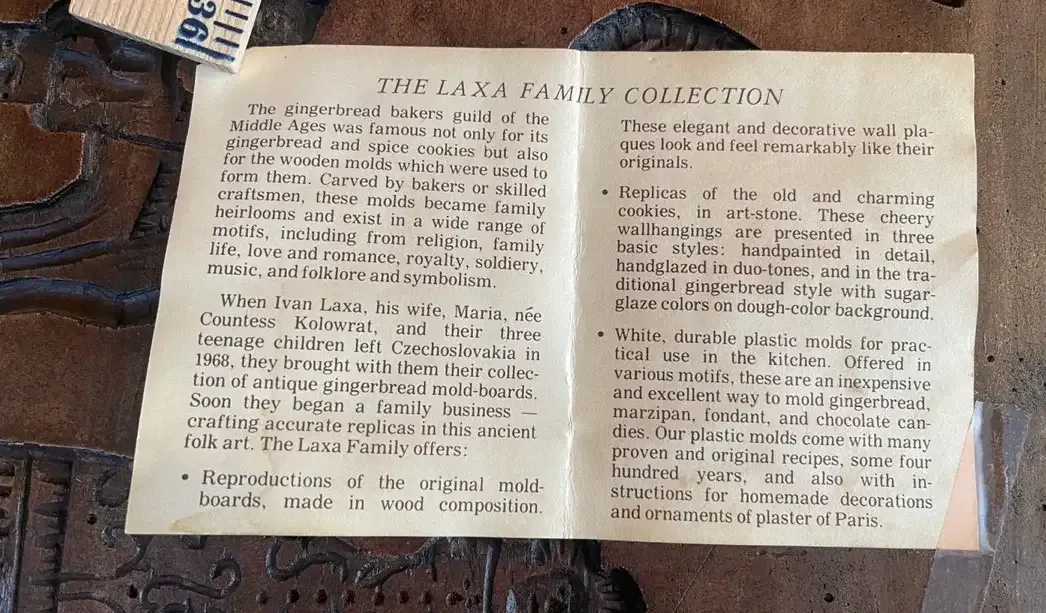 36
THE LAXA FAMILY COLLECTION
The gingerbread bakers guild of the
Middle Ages was famous not only for its
gingerbread and spice cookies but also
for the wooden molds which were used to
form them. Carved by bakers or skilled
craftsmen, these molds became family
heirlooms and exist in a wide range of
motifs, including from religion, family
life, love and romance, royalty, soldiery,
music, and folklore and symbolism.
When Ivan Laxa, his wife, Maria, née
Countess Kolowrat, and their three
teenage children left Czechoslovakia in
1968, they brought with them their collec-
tion of antique gingerbread mold-boards.
Soon they began a family business —
crafting accurate replicas in this ancient
folk art. The Laxa Family offers:
• Reproductions of the original mold-
boards, made in wood composition.
These elegant and decorative wall pla-
ques look and feel remarkably like their
originals.
• Replicas of the old and charming
cookies, in art-stone. These cheery
wallhangings are presented in three
basic styles: handpainted in detail,
handglazed in duo-tones, and in the tra-
ditional gingerbread style with sugar-
glaze colors on dough-color background.
• White, durable plastic molds for prac-
tical use in the kitchen. Offered in
various motifs, these are an inexpensive
and excellent way to mold gingerbread,
marzipan, fondant, and chocolate can-
dies. Our plastic molds come with many
proven and original recipes, some four
hundred years, and also with in-
structions for homemade decorations
and ornaments of plaster of Paris.